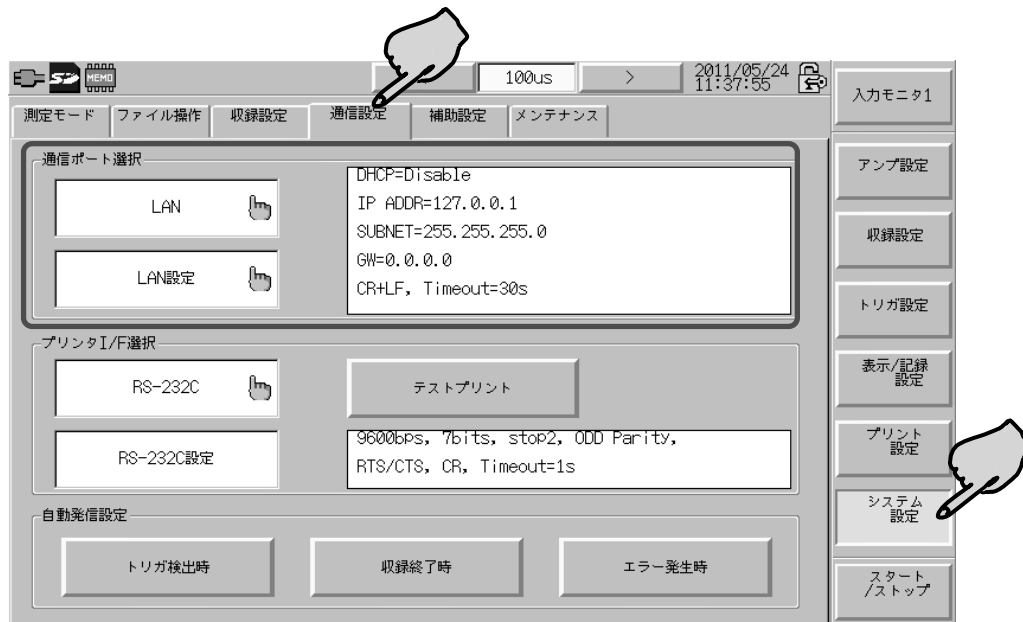 SD
MEMO
100us
>
2011/05/24
11:37:55
測定モード
ファイル操作
収録設定
通信設定
補助設定
メンテナンス
通信ポート選択
LAN
LAN設定
DHCP=Disable
IP ADDR=127.0.0.1
SUBNET=255.255.255.0
GW=0.0.0.0
CR+LF, Timeout=30s
プリンタI/F選択
RS-232C
テストプリント
RS-232C設定
9600bps, 7bits, stop2, ODD Parity,
RTS/CTS, CR, Timeout=1s
自動発信設定
トリガ検出時
収録終了時
エラー発生時
入力モニタ1
アンプ設定
収録設定
トリガ設定
表示/記録
設定
プリント
設定
システム
設定
スタート
/ストップ